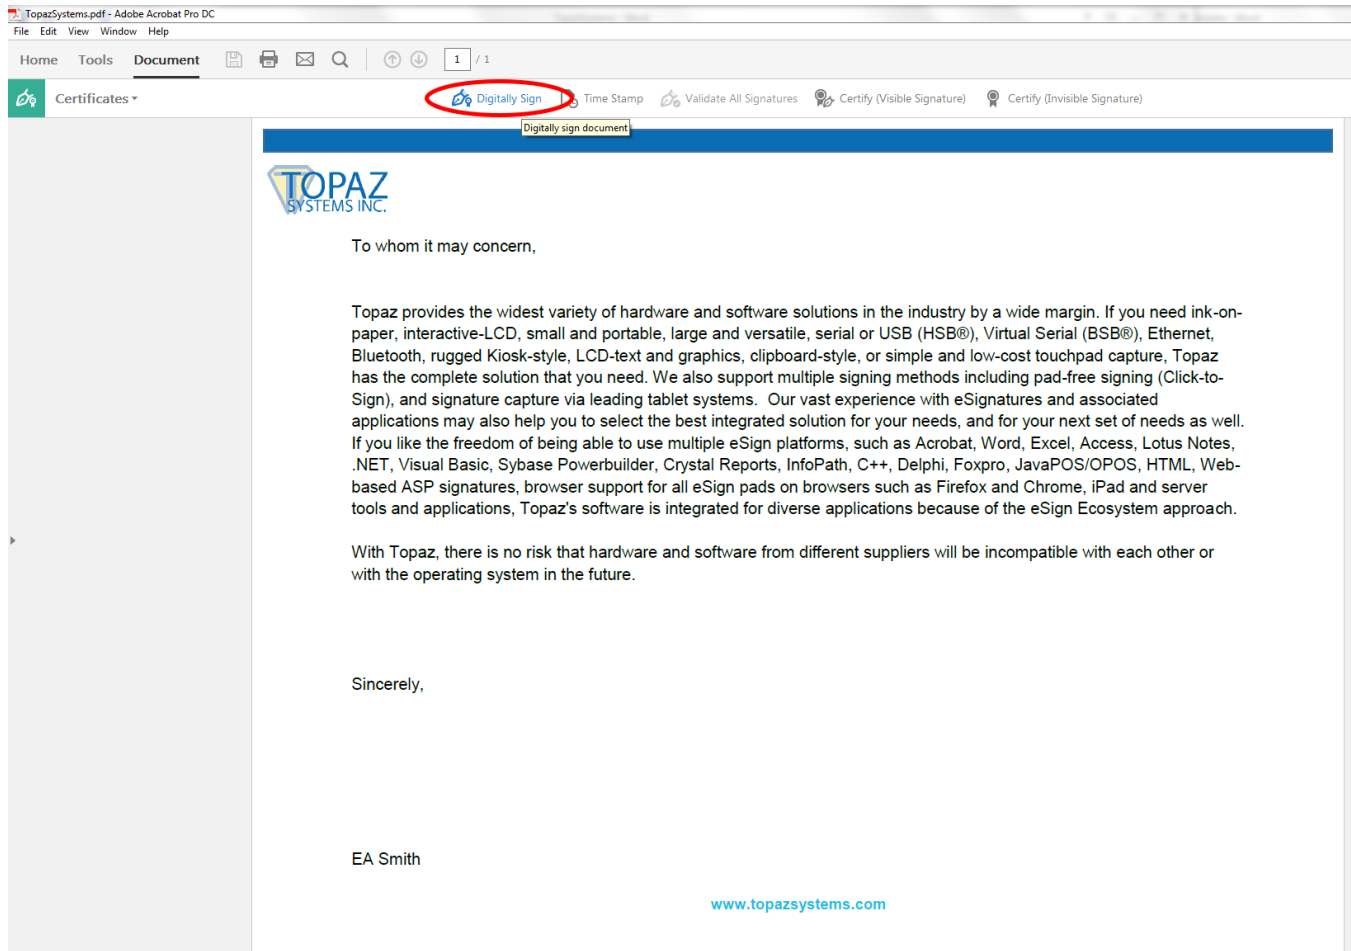 TopazSystems.pdf - Adobe Acrobat Pro DC
File Edit View Window Help
Home Tools Document 1 / 1
Certificates Digitally Sign Time Stamp Validate All Signatures Certify (Visible Signature) Certify (Invisible Signature)
Digitally sign document
TOPAZ
SYSTEMS INC.
To whom it may concern,
Topaz provides the widest variety of hardware and software solutions in the industry by a wide margin. If you need ink-on-
paper, interactive-LCD, small and portable, large and versatile, serial or USB (HSB®), Virtual Serial (BSB®), Ethernet,
Bluetooth, rugged Kiosk-style, LCD-text and graphics, clipboard-style, or simple and low-cost touchpad capture, Topaz
has the complete solution that you need. We also support multiple signing methods including pad-free signing (Click-to-
Sign), and signature capture via leading tablet systems.  Our vast experience with eSignatures and associated
applications may also help you to select the best integrated solution for your needs, and for your next set of needs as well.
If you like the freedom of being able to use multiple eSign platforms, such as Acrobat, Word, Excel, Access, Lotus Notes,
.NET, Visual Basic, Sybase Powerbuilder, Crystal Reports, InfoPath, C++, Delphi, Foxpro, JavaPOS/OPOS, HTML, Web-
based ASP signatures, browser support for all eSign pads on browsers such as Firefox and Chrome, iPad and server
tools and applications, Topaz's software is integrated for diverse applications because of the eSign Ecosystem approach.
With Topaz, there is no risk that hardware and software from different suppliers will be incompatible with each other or
with the operating system in the future.
Sincerely,
EA Smith
www.topazsystems.com